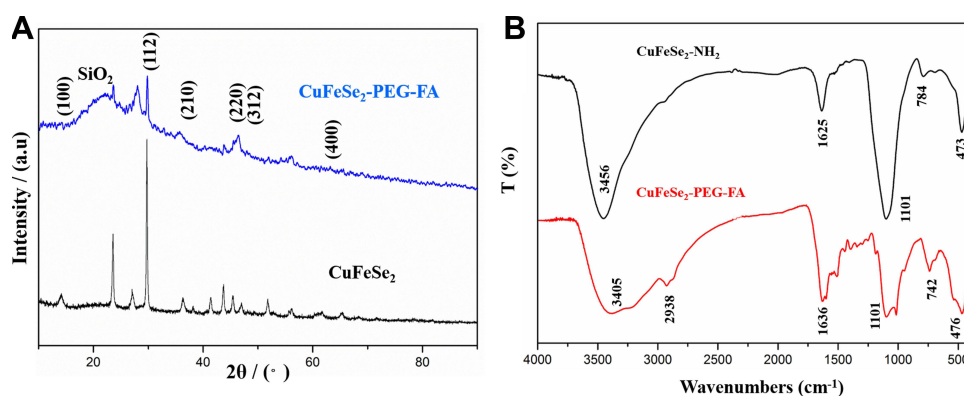 A
(100)
SiO2
(112)
CuFeSe2-PEG-FA
(210)
(220)
(312)
(400)
CuFeSe2
Intensity / (a.u)
20 40 60 80
2θ / (°)
B
CuFeSe2-NH2
3456
1625
1101
784
473
CuFeSe2-PEG-FA
3405
2938
1636
1101
742
476
T (%)
4000 3500 3000 2500 2000 1500 1000 500
Wavenumbers (cm-1)